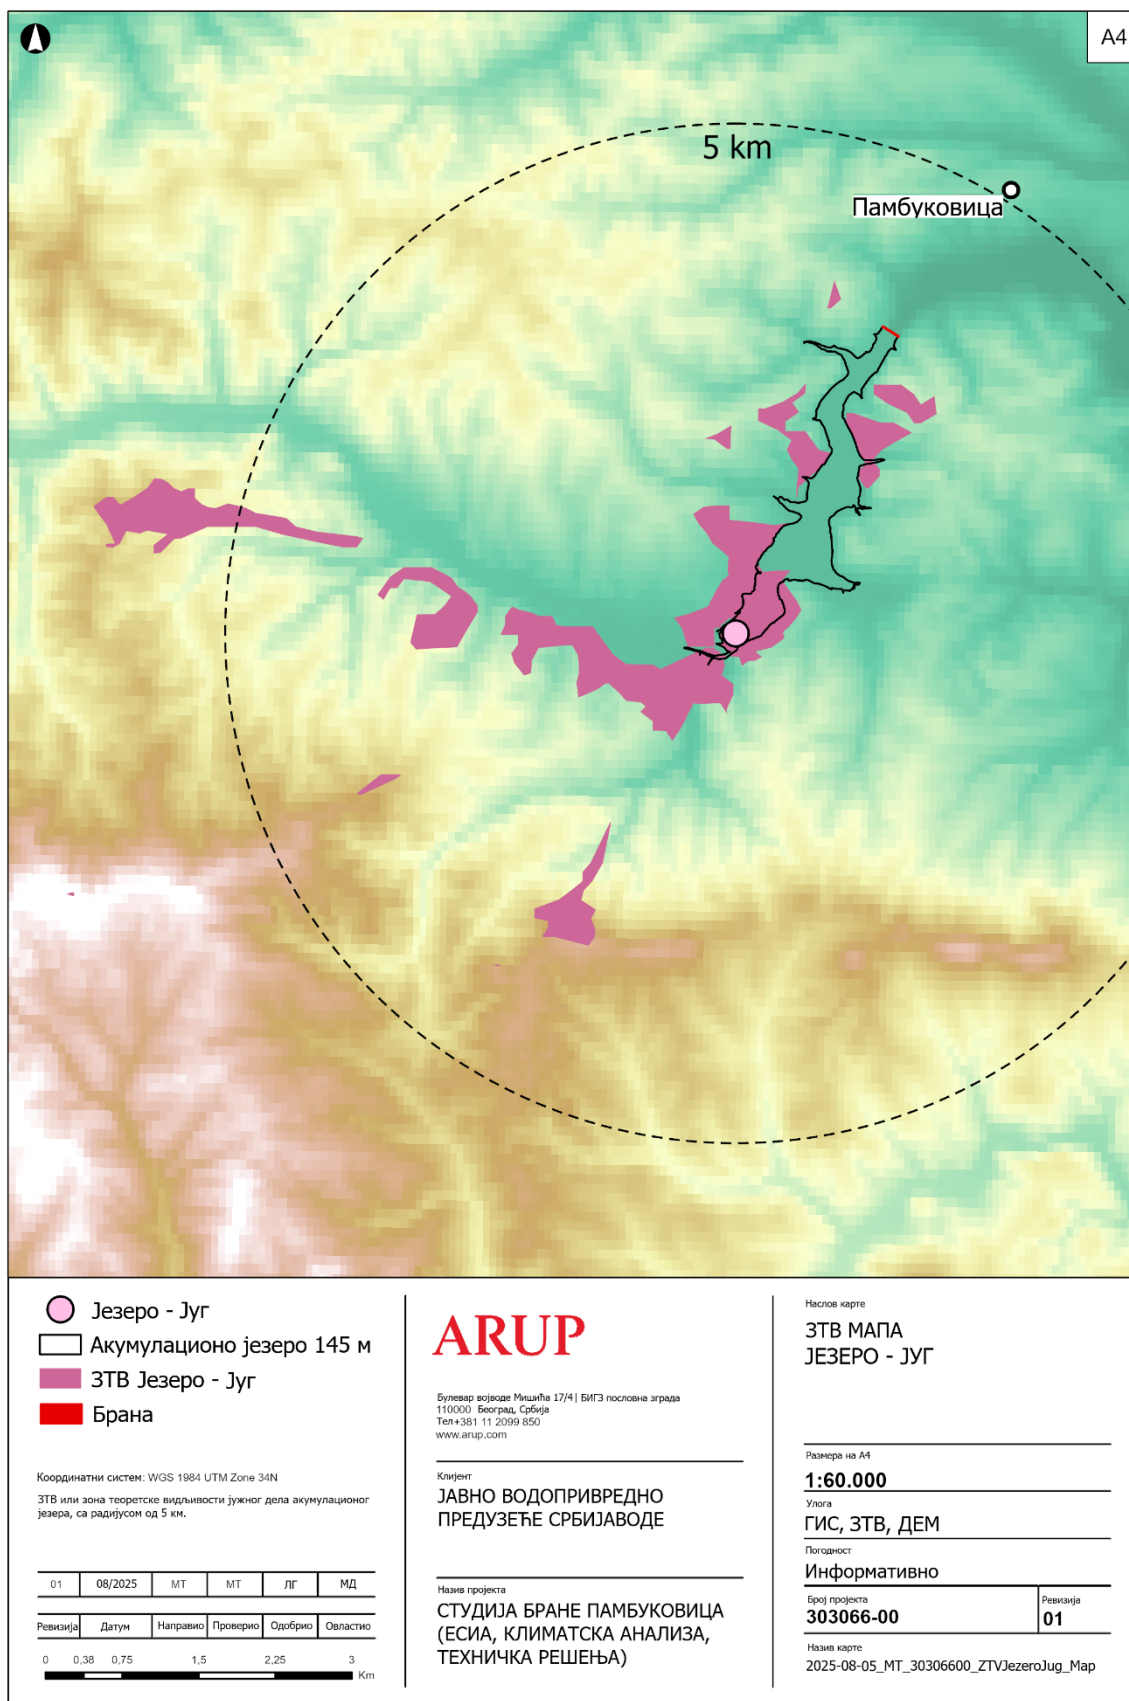 A4
5 km
Памбуковица
Језеро - Југ
Акумулационо језеро 145 м
ЗТВ Језеро - Југ
Брана
Координатни систем: WGS 1984 UTM Zone 34N
ЗТВ или зона теоретске видљивости јужног дела акумулационог
језера, са радијусом од 5 км.
01 08/2025 МТ МТ ЛГ МД
Ревизија Датум Направио Проверио Одобрио Овластио
0 0,38 0,75 1,5 2,25 3
Km
ARUP
Булевар војводе Мишића 17/4 | БИГЗ пословна зграда
110000 Београд, Србија
Тел+381 11 2099 850
www.arup.com
Клијент
ЈАВНО ВОДОПРИВРЕДНО
ПРЕДУЗЕЋЕ СРБИЈАВОДЕ
Назив пројекта
СТУДИЈА БРАНЕ ПАМБУКОВИЦА
(ЕСИА, КЛИМАТСКА АНАЛИЗА,
ТЕХНИЧКА РЕШЕЊА)
Наслов карте
ЗТВ МАПА
ЈЕЗЕРО - ЈУГ
Размера на А4
1:60.000
Улога
ГИС, ЗТВ, ДЕМ
Погодност
Информативно
Број пројекта
303066-00
Ревизија
01
Назив карте
2025-08-05_MT_30306600_ZTVJezeroJug_Map